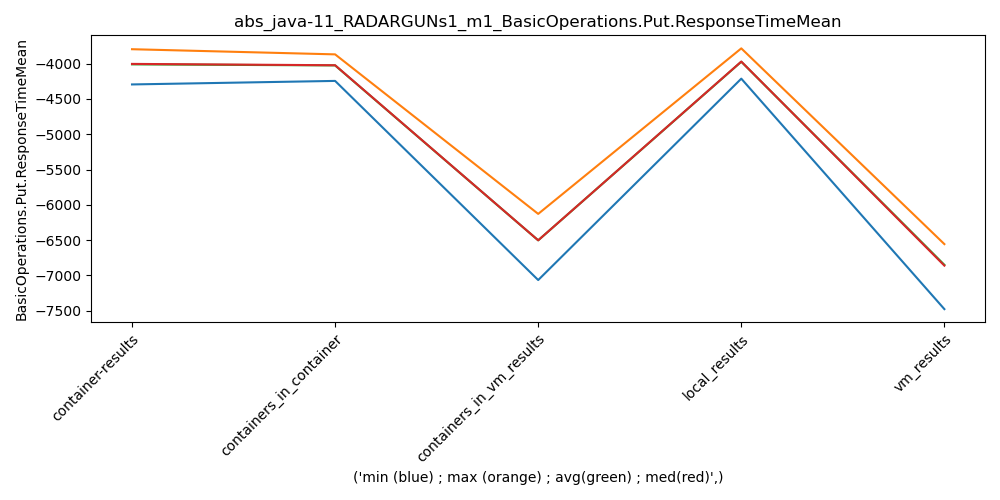 abs_java-11_RADARGUNs1_m1_BasicOperations.Put.ResponseTimeMean
BasicOperations.Put.ResponseTimeMean
−4000
−4500
−5000
−5500
−6000
−6500
−7000
−7500
container-results
containers_in_container
containers_in_vm_results
local_results
vm_results
('min (blue) ; max (orange) ; avg(green) ; med(red)',)